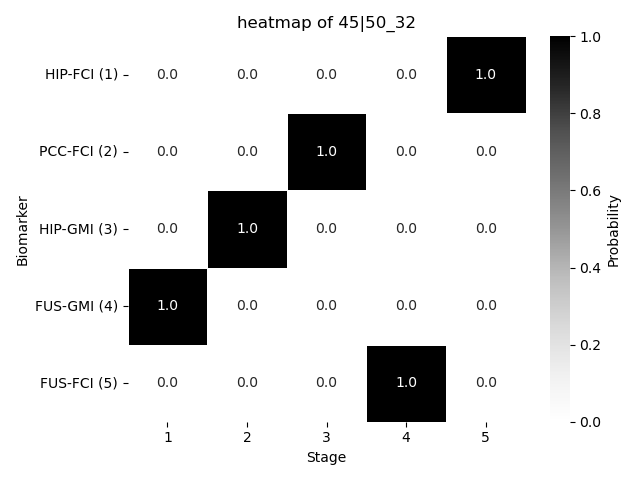 heatmap of 45|50_32
HIP-FCI (1) 0.0 0.0 0.0 0.0 1.0
PCC-FCI (2) 0.0 0.0 1.0 0.0 0.0
HIP-GMI (3) 0.0 1.0 0.0 0.0 0.0
FUS-GMI (4) 1.0 0.0 0.0 0.0 0.0
FUS-FCI (5) 0.0 0.0 0.0 1.0 0.0
1 2 3 4 5
Stage
Biomarker
1.0
0.8
0.6
0.4
0.2
0.0
Probability